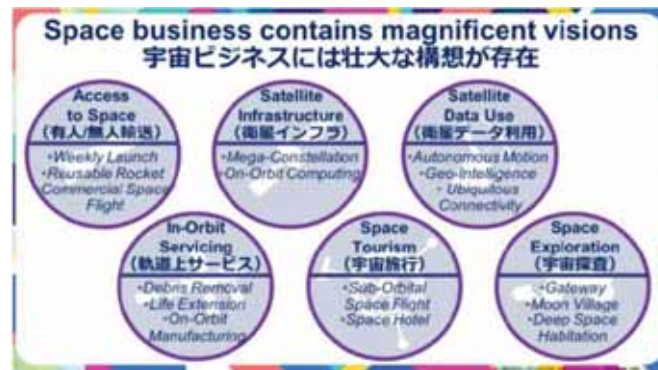 Space business contains magnificent visions
宇宙ビジネスには壮大な構想が存在
Access
to Space
(有人/無人輸送)
•Weekly Launch
•Reusable Rocket
Commercial Space
Flight
Satellite
Infrastructure
(衛星インフラ)
•Mega-Constellation
•On-Orbit Computing
Satellite
Data Use
(衛星データ利用)
•Autonomous Motion
•Geo-Intelligence
•Ubiquitous
Connectivity
In-Orbit
Servicing
(軌道上サービス)
•Debris Removal
•Life Extension
•On-Orbit
Manufacturing
Space
Tourism
(宇宙旅行)
•Sub-Orbital
Space Flight
•Space Hotel
Space
Exploration
(宇宙探査)
•Gateway
•Moon Village
•Deep Space
Habitation